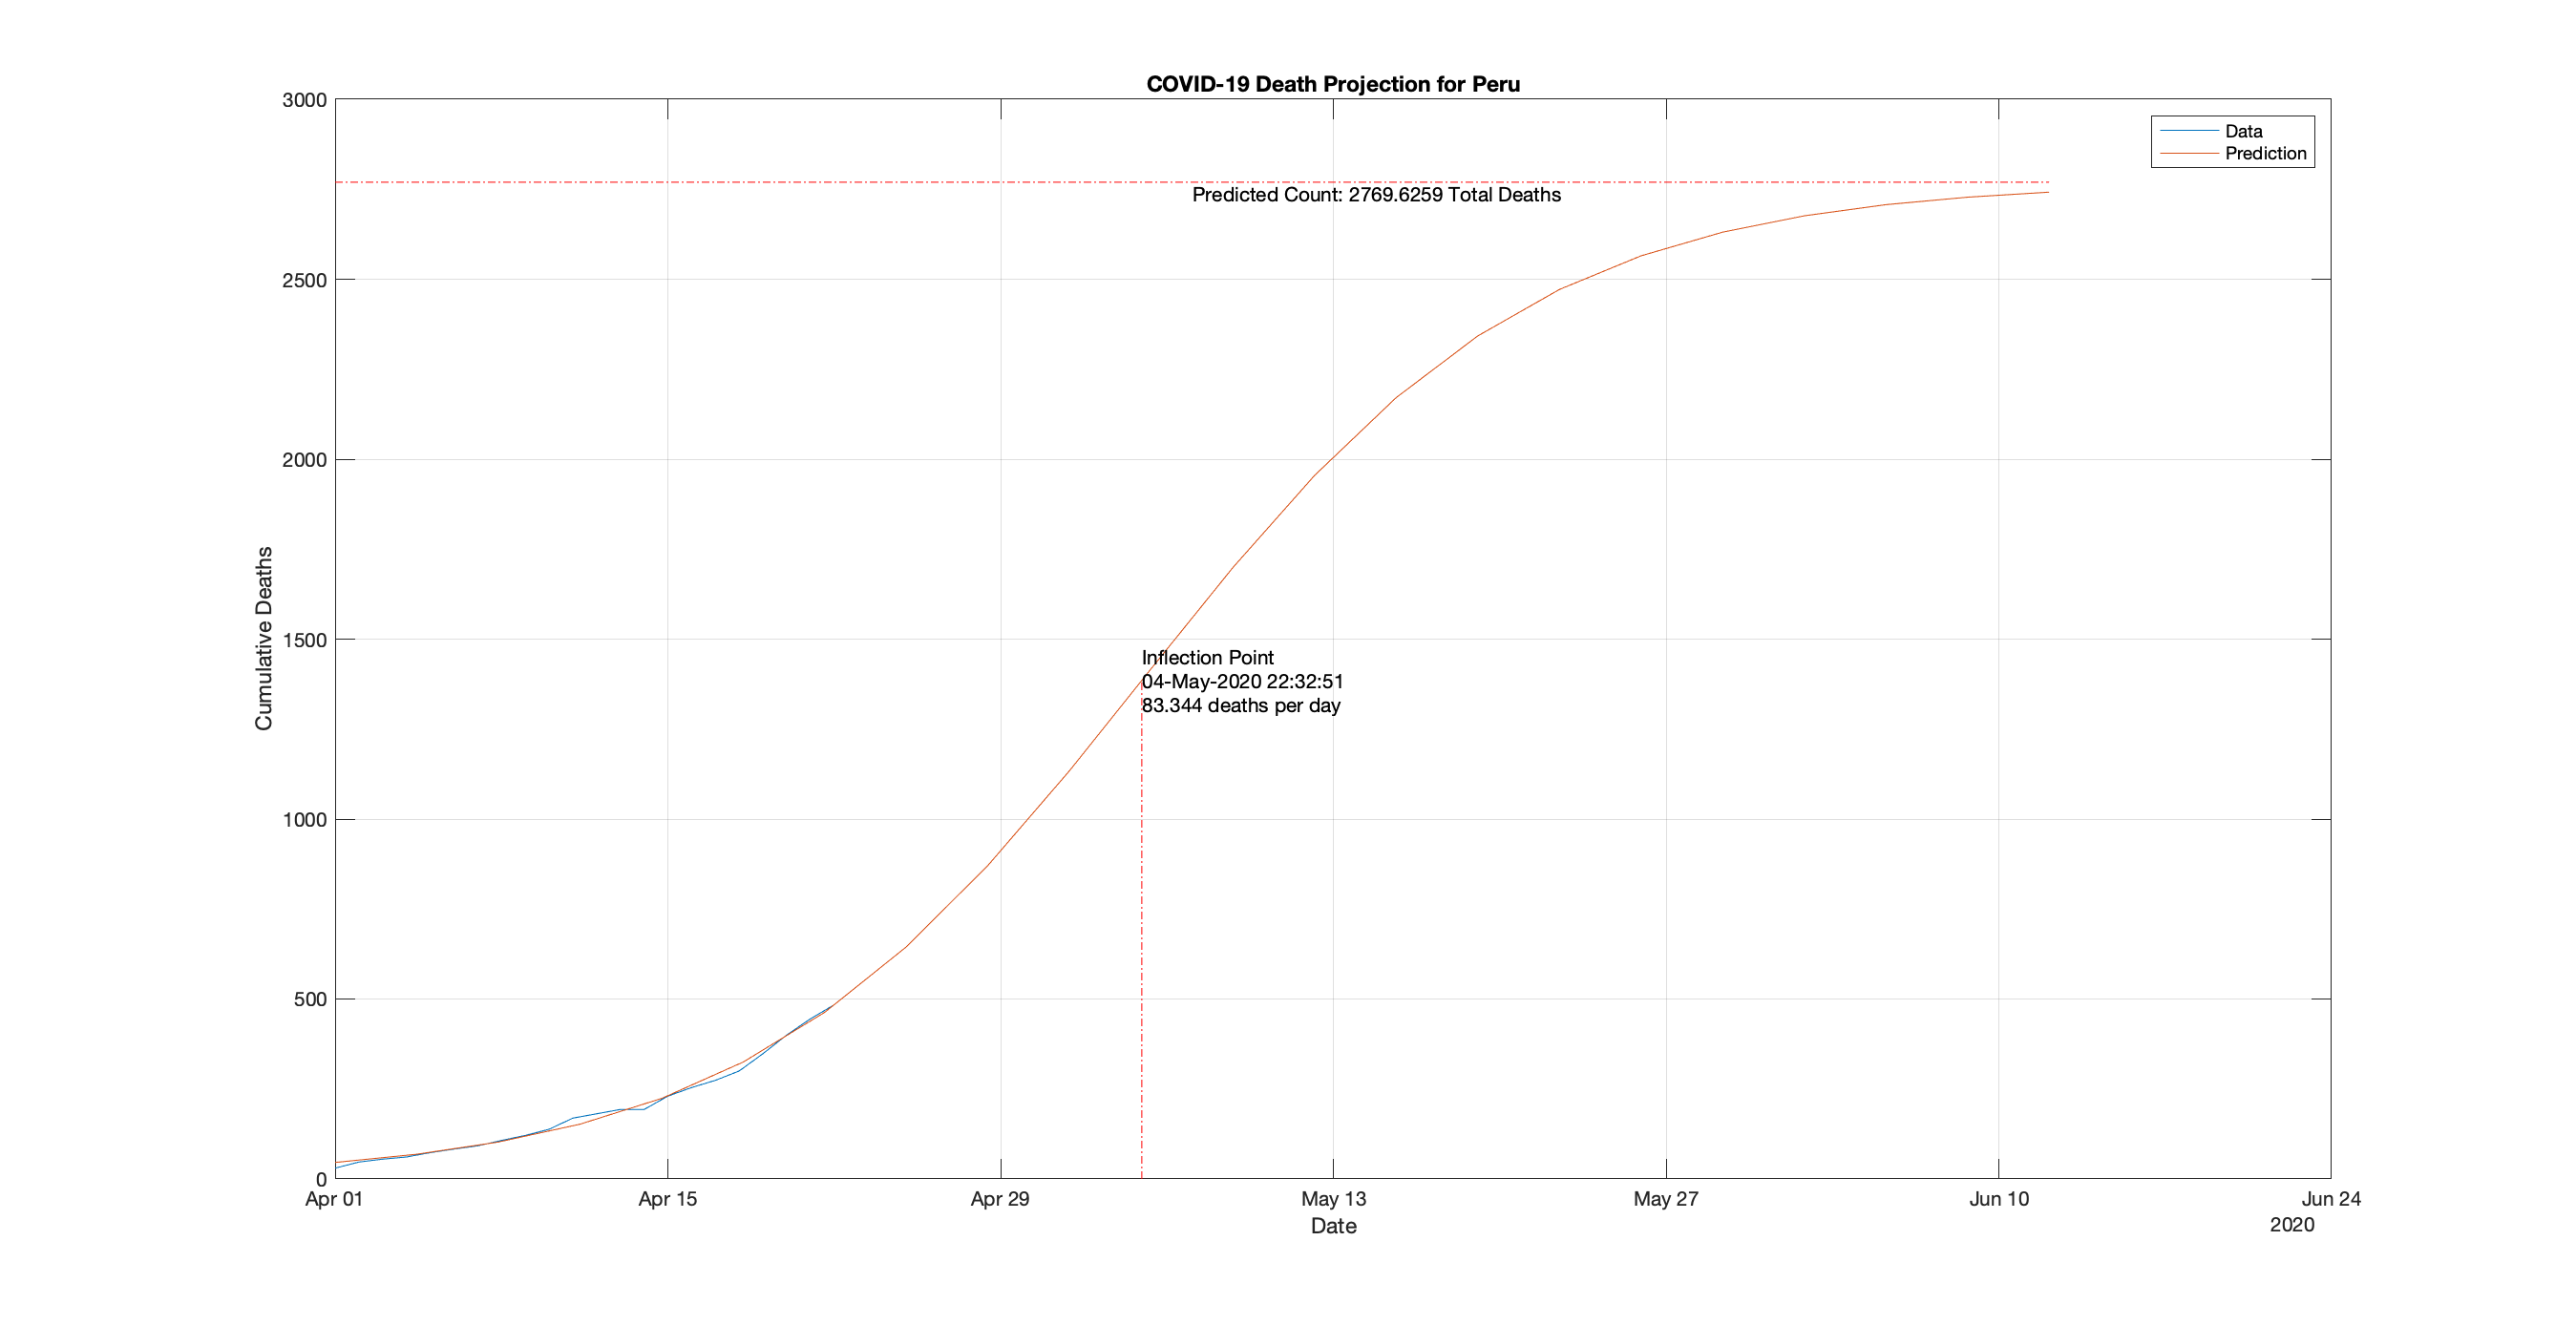 COVID-19 Death Projection for Peru
3000
2500
2000
1500
1000
500
0
Cumulative Deaths
Data
Prediction
Predicted Count: 2769.6259 Total Deaths
Inflection Point
04-May-2020 22:32:51
83.344 deaths per day
Apr 01 Apr 15 Apr 29 May 13 May 27 Jun 10 Jun 24
Date
2020